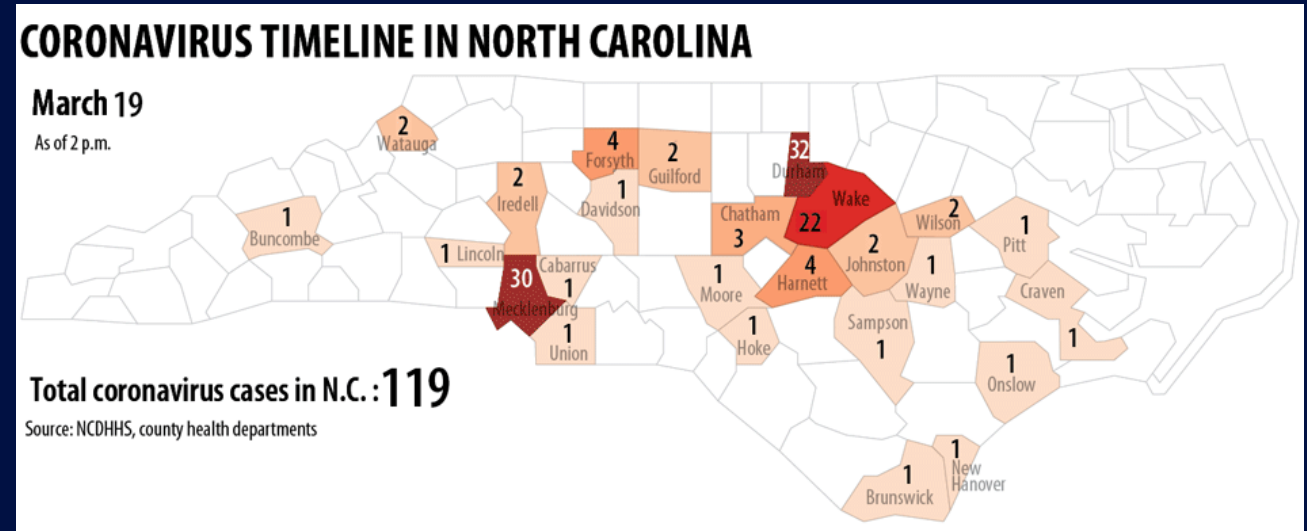 CORONAVIRUS TIMELINE IN NORTH CAROLINA
March 19
As of 2 p.m.
2
Watauga
4
Forsyth
2
Guilford
32
Durham
2
Iredell
1
Davidson
Wake
22
Chatham
3
2
Wilson
1
Pitt
1
Buncombe
1 Lincoln
Cabarrus
1
30
Mecklenburg
1
Union
1
Moore
4
Harnett
2
Johnston
1
Wayne
Craven
1
1
Hoke
Sampson
1
1
Onslow
1
Brunswick
1
New
Hanover
Total coronavirus cases in N.C. : 119
Source: NCDHHS, county health departments